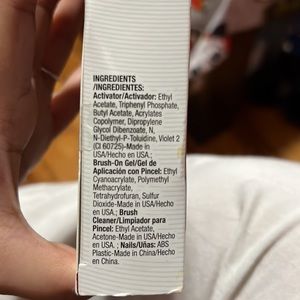 INGREDIENTS
/INGREDIENTES:
Activator/Activador: Ethyl
Acetate, Triphenyl Phosphate,
Butyl Acetate, Acrylates
Copolymer, Dipropylene
Glycol Dibenzoate, N,
N-Diethyl-P-Toluidine, Violet 2
(CI 60725)-Made in
USA/Hecho en USA.;
Brush-On Gel/Gel de
Aplicación con Pincel: Ethyl
Cyanoacrylate, Polymethyl
Methacrylate,
Tetrahydrofuran, Sulfur
Dioxide-Made in USA/Hecho
en USA.; Brush
Cleaner/Limpiador para
Pincel: Ethyl Acetate,
Acetone-Made in USA/Hecho
en USA.; Nails/Uñas: ABS
Plastic-Made in China/Hecho
en China.